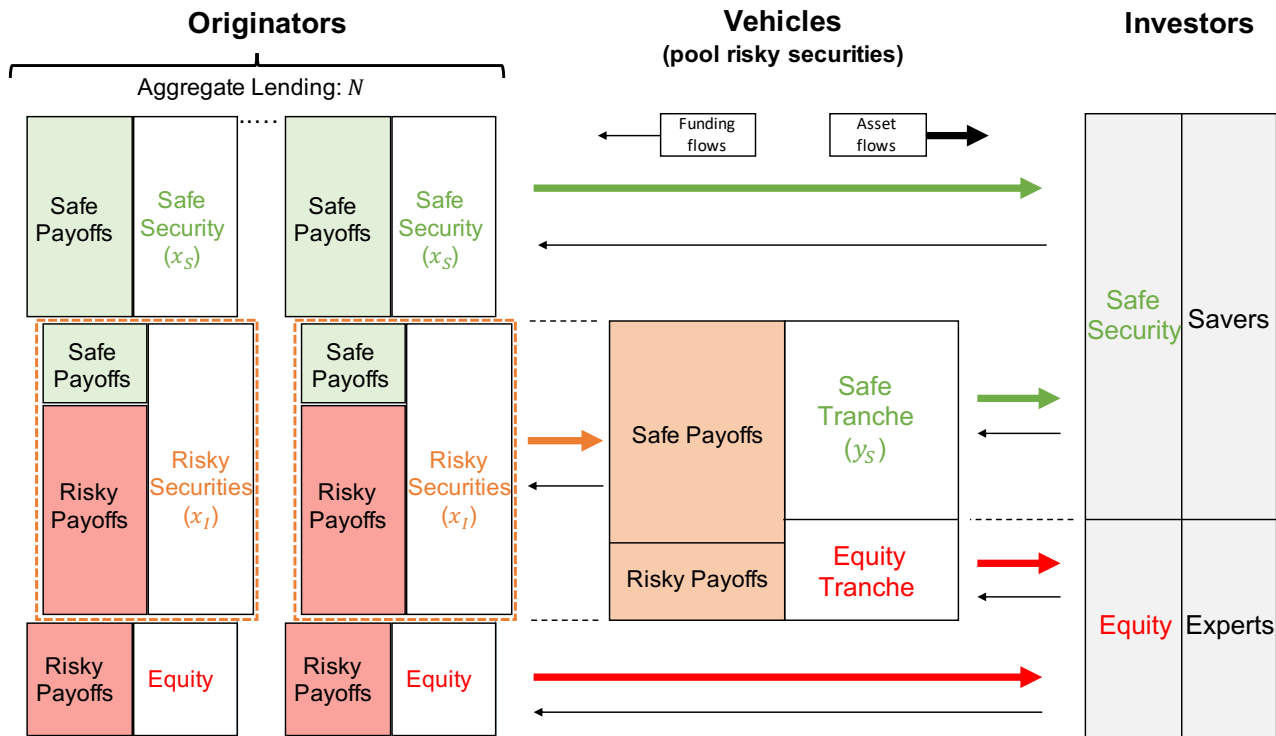 Originators
Vehicles
(pool risky securities)
Investors
Aggregate Lending: N
.....
Funding
flows
Asset
flows
Safe
Payoffs
Safe
Security
(x_S)
Safe
Payoffs
Safe
Security
(x_S)
Safe
Payoffs
Risky
Payoffs
Risky
Securities
(x_I)
Safe
Payoffs
Risky
Payoffs
Risky
Securities
(x_I)
Risky
Payoffs
Equity
Risky
Payoffs
Equity
Safe Payoffs
Safe
Tranche
(y_S)
Risky Payoffs
Equity
Tranche
Safe
Security
Savers
Equity
Experts